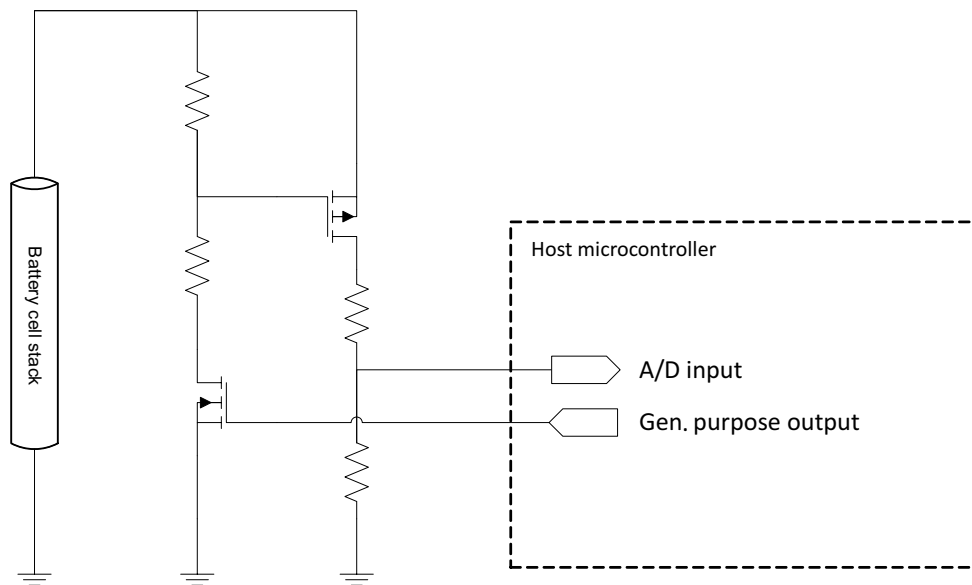 Battery cell stack
Host microcontroller
A/D input
Gen. purpose output